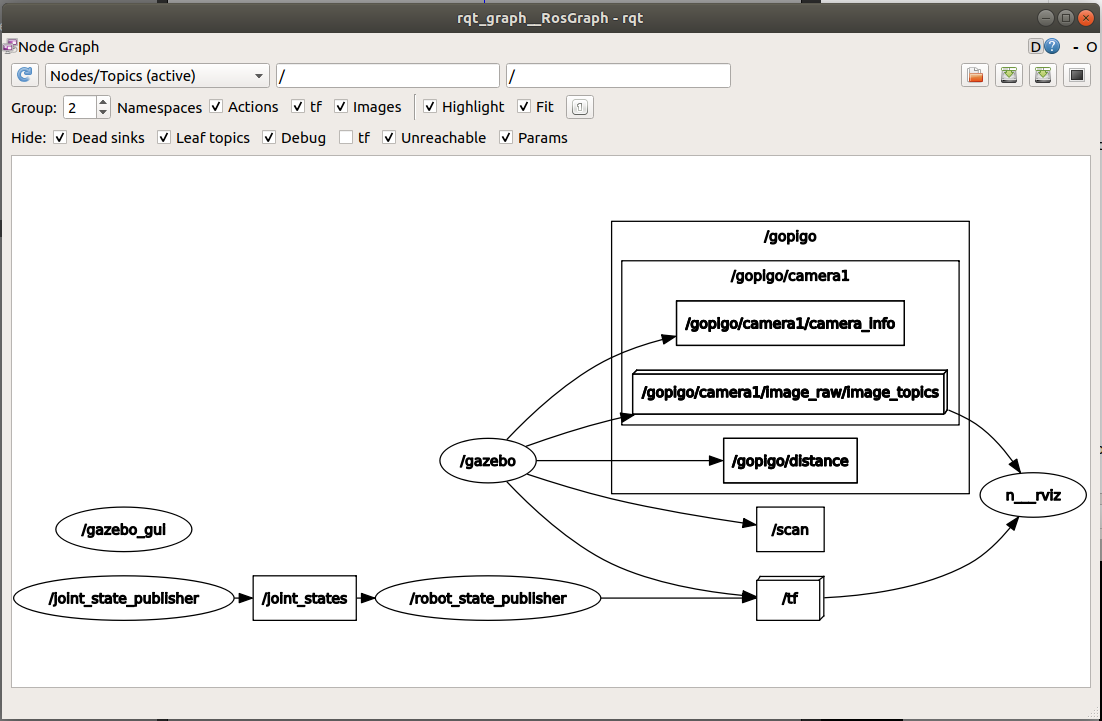 rqt_graph__RosGraph - rqt
Node Graph D ? - O
Nodes/Topics (active) / /
Group: 2 Namespaces Actions tf Images Highlight Fit
Hide: Dead sinks Leaf topics Debug tf Unreachable Params
/gopigo
/gopigo/camera1
/gopigo/camera1/camera_info
/gopigo/camera1/image_raw/image_topics
/gazebo
/gopigo/distance
n___rviz
/gazebo_gui
/scan
/joint_state_publisher
/joint_states
/robot_state_publisher
/tf